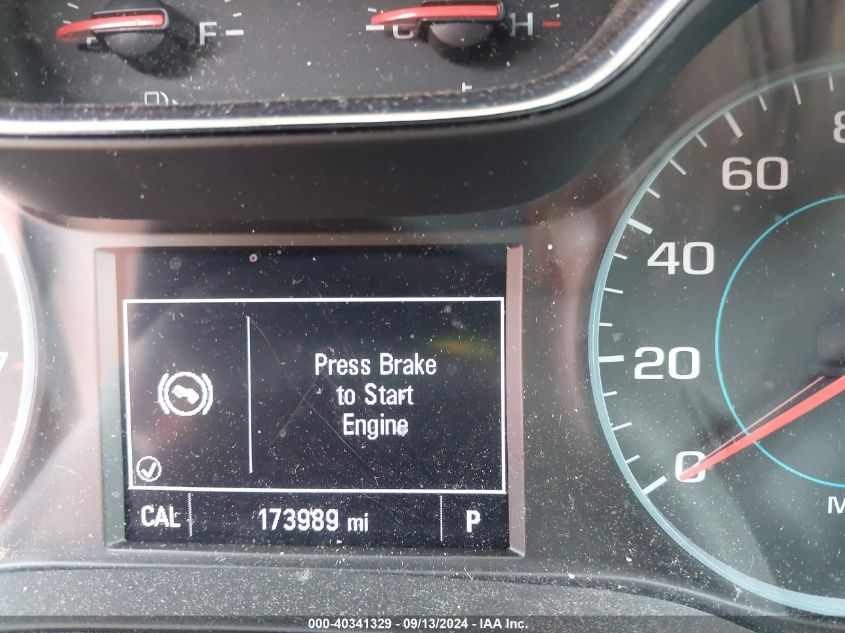 E F C H
80
60
40
20
0
Press Brake
to Start
Engine
CAL 173989 mi P
M
000-40341329 - 09/13/2024 - IAA Inc.